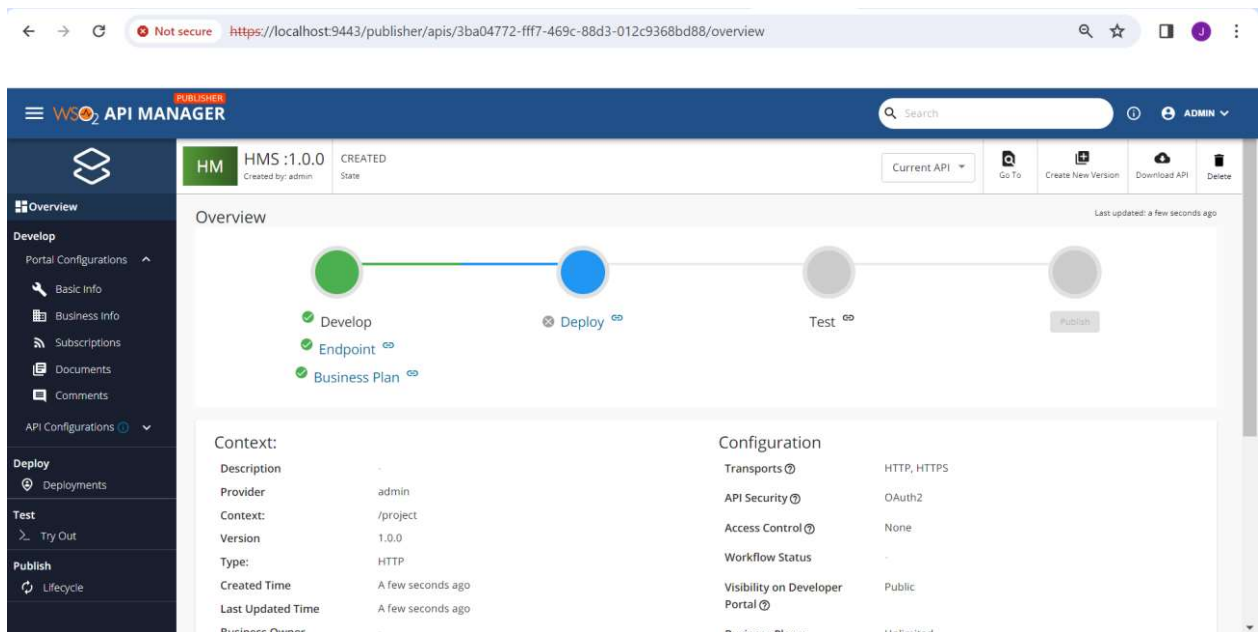 Not secure https://localhost:9443/publisher/apis/3ba04772-fff7-469c-88d3-012c9368bd88/overview
J
PUBLISHER
WSO2 API MANAGER
Search
ADMIN
HM
HMS :1.0.0
Created by: admin
CREATED
State
Current API
Go To
Create New Version
Download API
Delete
Overview
Develop
Portal Configurations
Basic Info
Business Info
Subscriptions
Documents
Comments
API Configurations
Deploy
Deployments
Test
Try Out
Publish
Lifecycle
Overview
Last updated: a few seconds ago
Develop
Endpoint
Business Plan
Deploy
Test
Publish
Context:
Description -
Provider admin
Context: /project
Version 1.0.0
Type: HTTP
Created Time A few seconds ago
Last Updated Time A few seconds ago
Business Owner -
Configuration
Transports HTTP, HTTPS
API Security OAuth2
Access Control None
Workflow Status -
Visibility on Developer
Portal Public
Unlimited